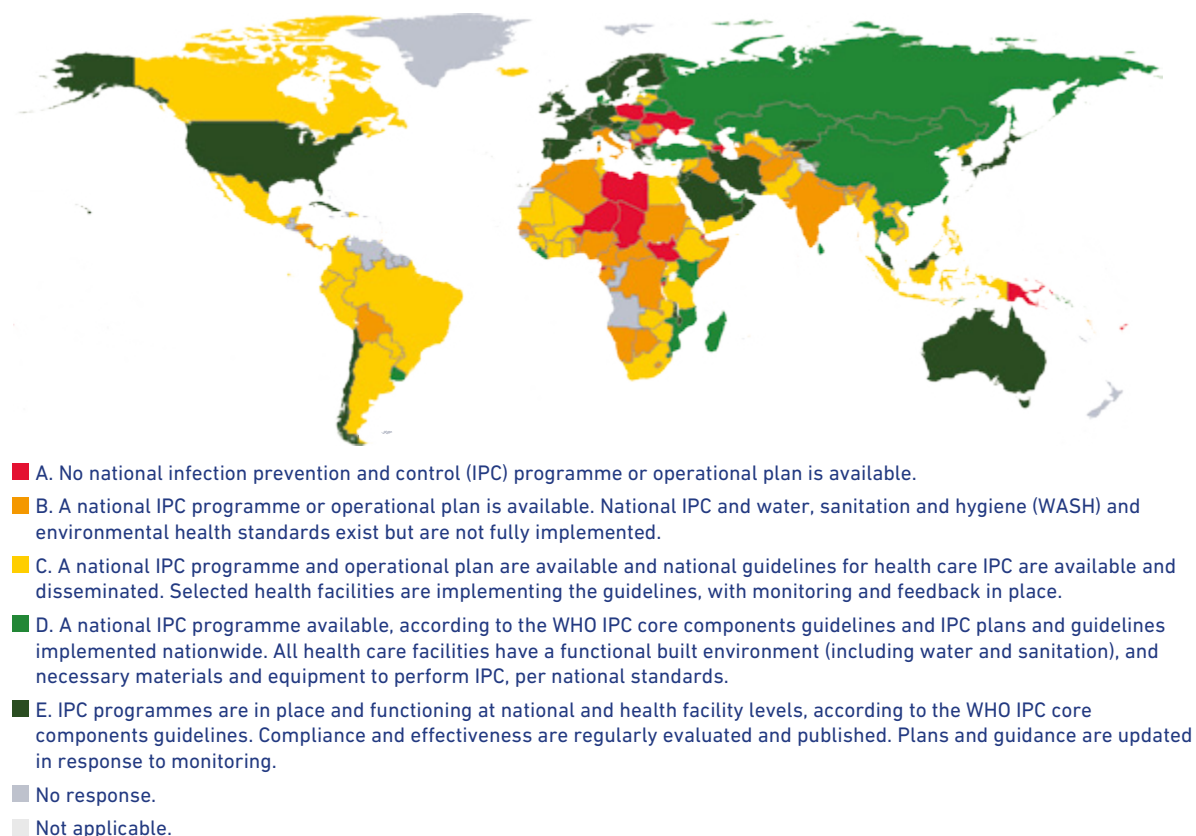 A. No national infection prevention and control (IPC) programme or operational plan is available.
B. A national IPC programme or operational plan is available. National IPC and water, sanitation and hygiene (WASH) and
environmental health standards exist but are not fully implemented.
C. A national IPC programme and operational plan are available and national guidelines for health care IPC are available and
disseminated. Selected health facilities are implementing the guidelines, with monitoring and feedback in place.
D. A national IPC programme available, according to the WHO IPC core components guidelines and IPC plans and guidelines
implemented nationwide. All health care facilities have a functional built environment (including water and sanitation), and
necessary materials and equipment to perform IPC, per national standards.
E. IPC programmes are in place and functioning at national and health facility levels, according to the WHO IPC core
components guidelines. Compliance and effectiveness are regularly evaluated and published. Plans and guidance are updated
in response to monitoring.
No response.
Not applicable.